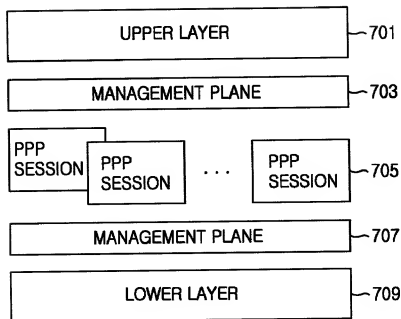 UPPER LAYER 701
MANAGEMENT PLANE 703
PPP
SESSION
PPP
SESSION
. . .
PPP
SESSION
705
MANAGEMENT PLANE 707
LOWER LAYER 709